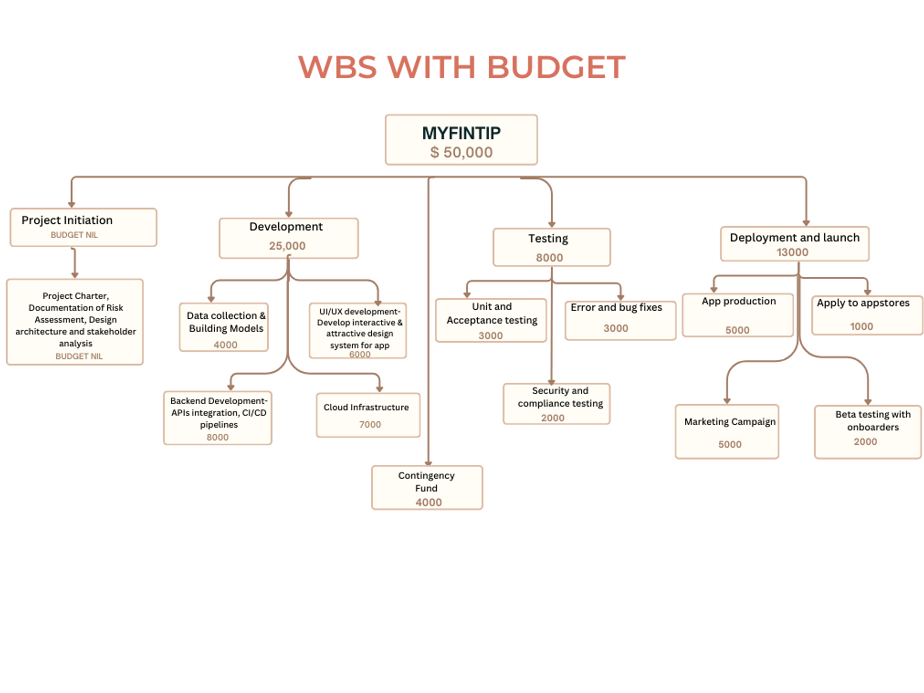 WBS WITH BUDGET
MYFINTIP
$ 50,000
Project Initiation
BUDGET NIL
Project Charter,
Documentation of Risk
Assessment, Design
architecture and stakeholder
analysis
BUDGET NIL
Development
25,000
Data collection &
Building Models
4000
UI/UX development-
Develop interactive &
attractive design
system for app
6000
Backend Development-
APIs integration, CI/CD
pipelines
8000
Cloud Infrastructure
7000
Contingency
Fund
4000
Testing
8000
Unit and
Acceptance testing
3000
Error and bug fixes
3000
Security and
compliance testing
2000
Deployment and launch
13000
App production
5000
Apply to appstores
1000
Marketing Campaign
5000
Beta testing with
onboarders
2000